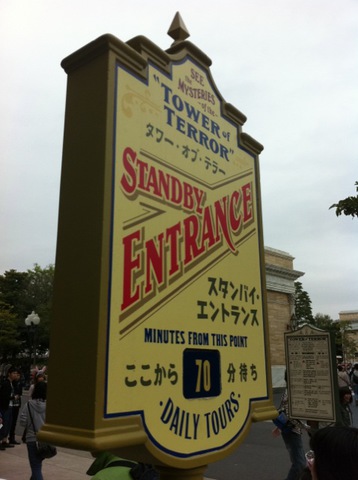 SEE
the MYSTERIES
of the
"TOWER of
TERROR"
タワー・オブ・テラー
STANDBY
ENTRANCE
ENTRANCE
スタンバイ・
エントランス
MINUTES FROM THIS POINT
ここから 70 分待ち
・DAILY TOURS・